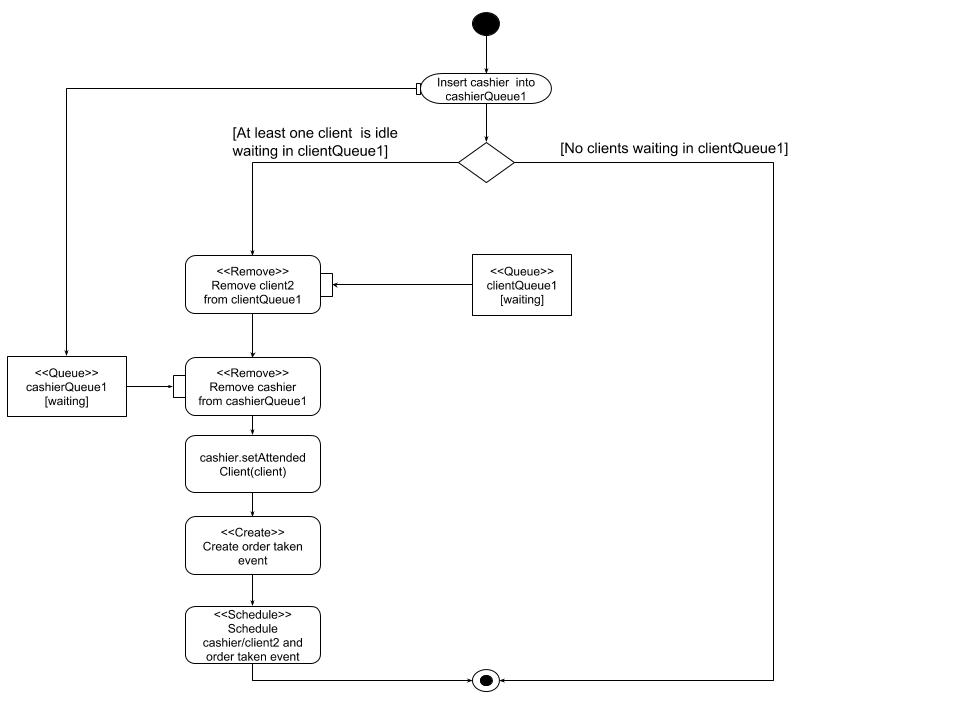 Insert cashier into
cashierQueue1
[At least one client is idle
waiting in clientQueue1]
[No clients waiting in clientQueue1]
<<Remove>>
Remove client2
from clientQueue1
<<Queue>>
clientQueue1
[waiting]
<<Queue>>
cashierQueue1
[waiting]
<<Remove>>
Remove cashier
from cashierQueue1
cashier.setAttended
Client(client)
<<Create>>
Create order taken
event
<<Schedule>>
Schedule
cashier/client2 and
order taken event